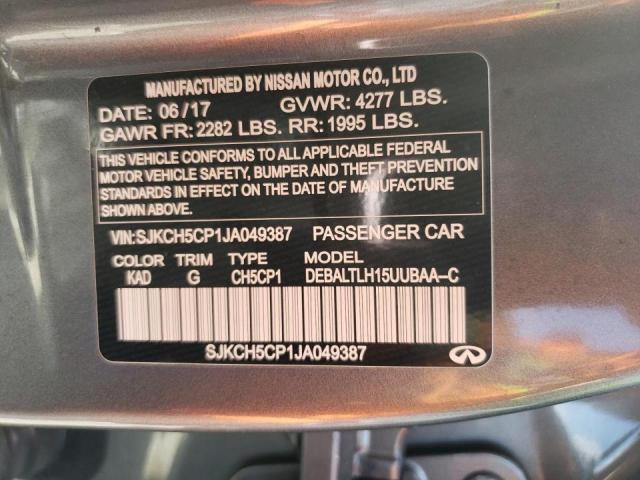 MANUFACTURED BY NISSAN MOTOR CO., LTD
DATE: 06/17 GVWR: 4277 LBS.
GAWR FR: 2282 LBS. RR: 1995 LBS.
THIS VEHICLE CONFORMS TO ALL APPLICABLE FEDERAL
MOTOR VEHICLE SAFETY, BUMPER AND THEFT PREVENTION
STANDARDS IN EFFECT ON THE DATE OF MANUFACTURE
SHOWN ABOVE.
VIN:SJKCH5CP1JA049387 PASSENGER CAR
COLOR TRIM TYPE MODEL
KAD G CH5CP1 DEBALTLH15UUBAA-C
SJKCH5CP1JA049387